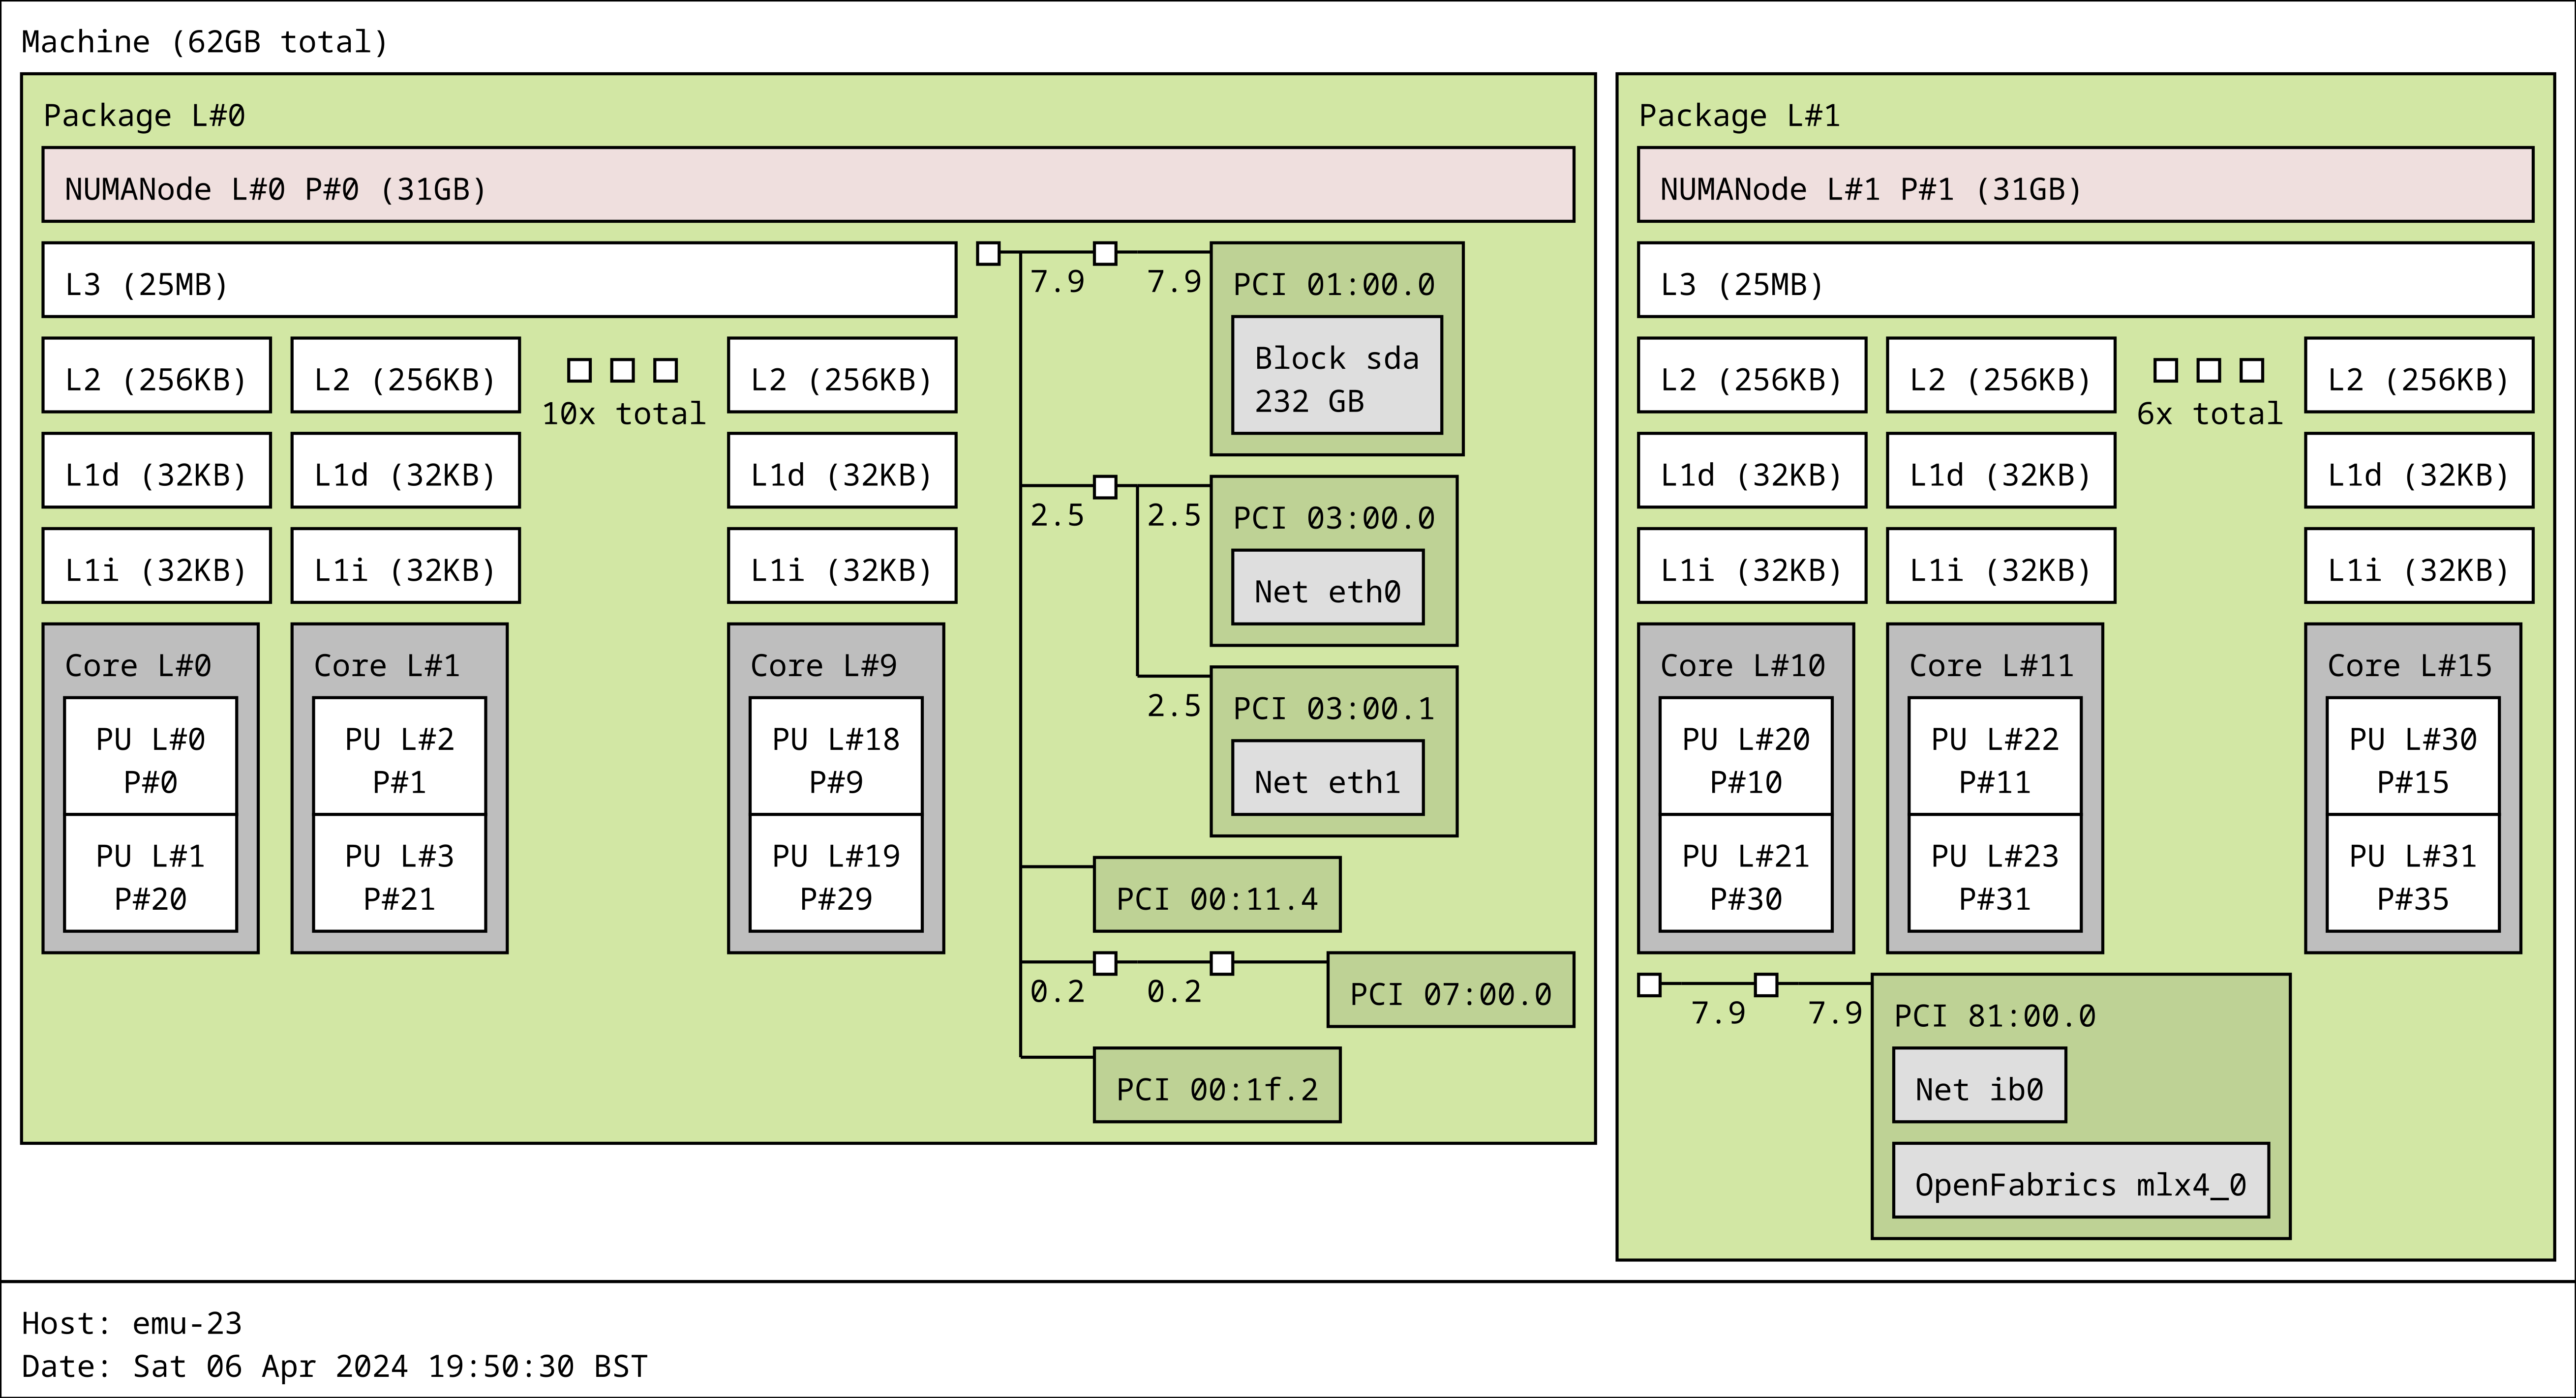 Machine (62GB total)
Package L#0
NUMANode L#0 P#0 (31GB)
L3 (25MB)
L2 (256KB)
L2 (256KB)
10x total
L2 (256KB)
L1d (32KB)
L1d (32KB)
L1d (32KB)
L1i (32KB)
L1i (32KB)
L1i (32KB)
Core L#0
PU L#0
P#0
PU L#1
P#20
Core L#1
PU L#2
P#1
PU L#3
P#21
Core L#9
PU L#18
P#9
PU L#19
P#29
7.9
7.9
PCI 01:00.0
Block sda
232 GB
2.5
2.5
PCI 03:00.0
Net eth0
2.5
PCI 03:00.1
Net eth1
PCI 00:11.4
0.2
0.2
PCI 07:00.0
PCI 00:1f.2
Package L#1
NUMANode L#1 P#1 (31GB)
L3 (25MB)
L2 (256KB)
L2 (256KB)
6x total
L2 (256KB)
L1d (32KB)
L1d (32KB)
L1d (32KB)
L1i (32KB)
L1i (32KB)
L1i (32KB)
Core L#10
PU L#20
P#10
PU L#21
P#30
Core L#11
PU L#22
P#11
PU L#23
P#31
Core L#15
PU L#30
P#15
PU L#31
P#35
7.9
7.9
PCI 81:00.0
Net ib0
OpenFabrics mlx4_0
Host: emu-23
Date: Sat 06 Apr 2024 19:50:30 BST